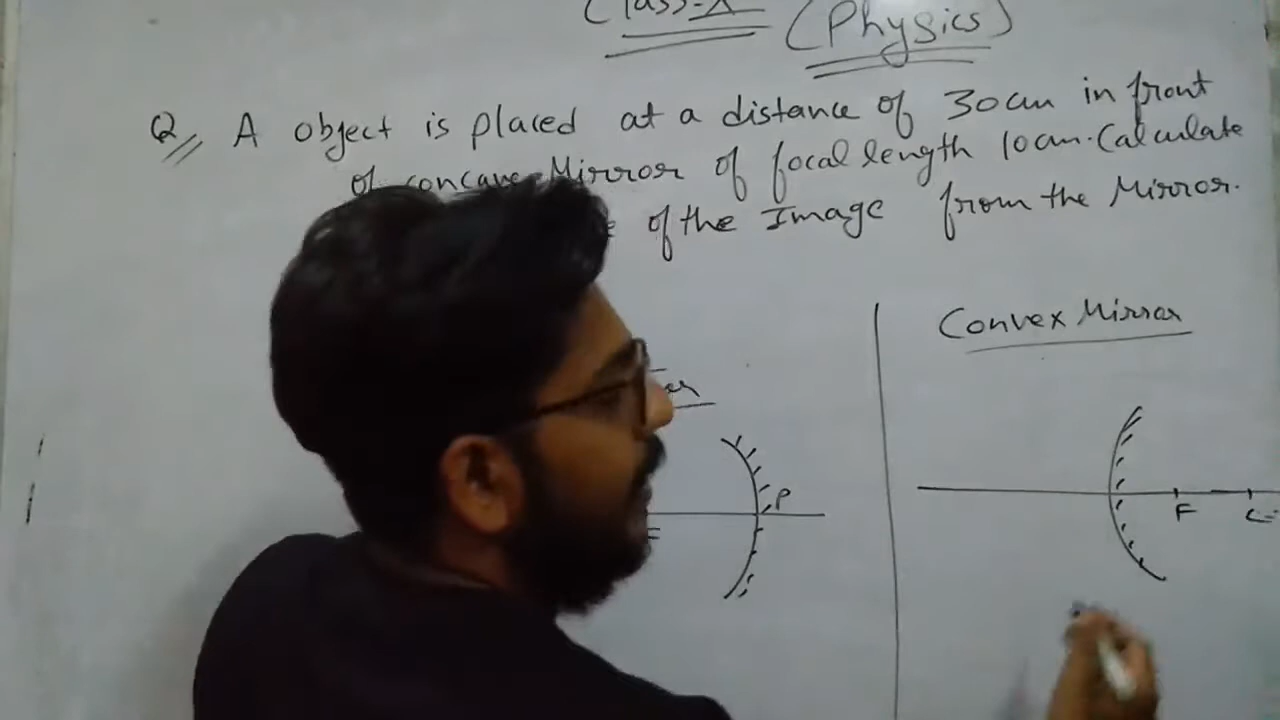 Class-X (Physics)
Q A object is placed at a distance of 30cm in front
of concave Mirror of focal length 10cm. Calculate
of the Image from the Mirror.
Convex Mirror
P
F C